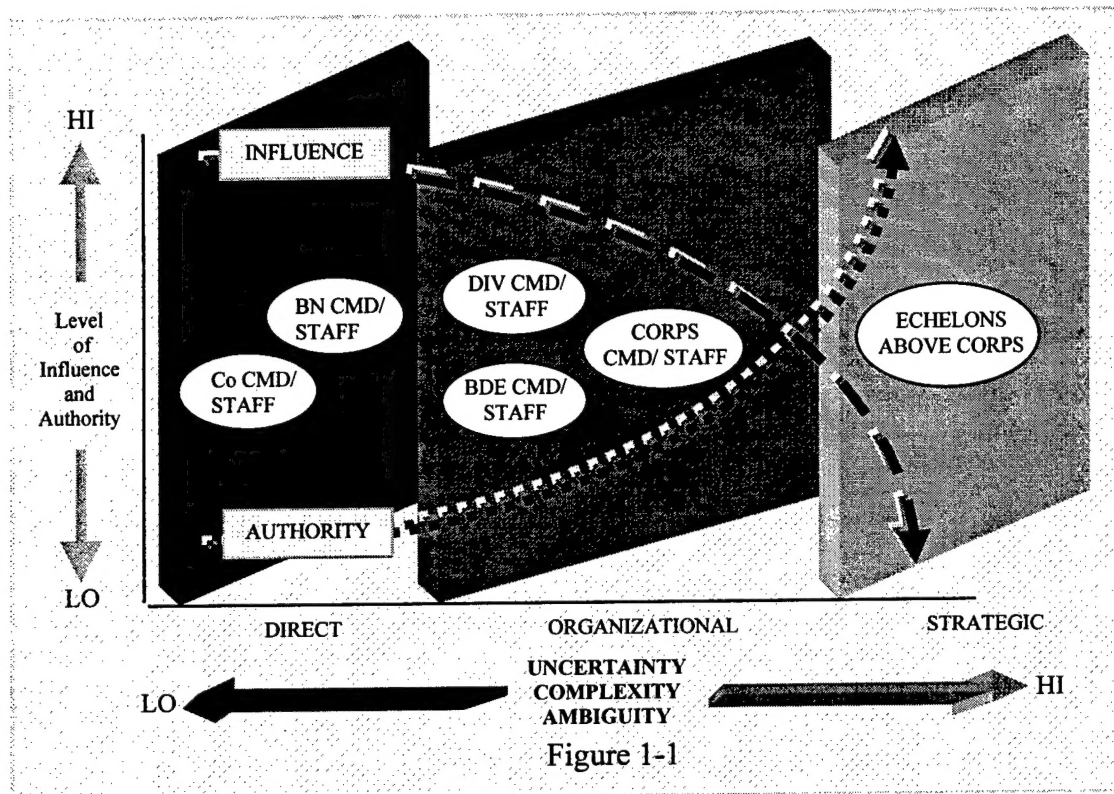 HI
INFLUENCE
Level
of
Influence
and
Authority
BN CMD/
STAFF
DIV CMD/
STAFF
CORPS
CMD/ STAFF
ECHELONS
ABOVE CORPS
Co CMD/
STAFF
BDE CMD/
STAFF
AUTHORITY
LO
DIRECT
ORGANIZATIONAL
STRATEGIC
LO
UNCERTAINTY
COMPLEXITY
AMBIGUITY
HI
Figure 1-1